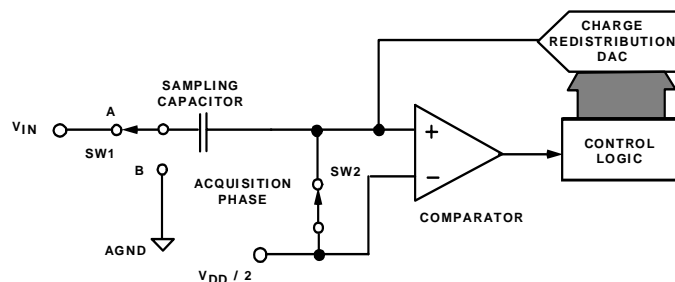 CHARGE
REDISTRIBUTION
DAC
SAMPLING
CAPACITOR
A
VIN
SW1
B
ACQUISITION
PHASE
SW2
+
−
CONTROL
LOGIC
COMPARATOR
AGND
VDD / 2